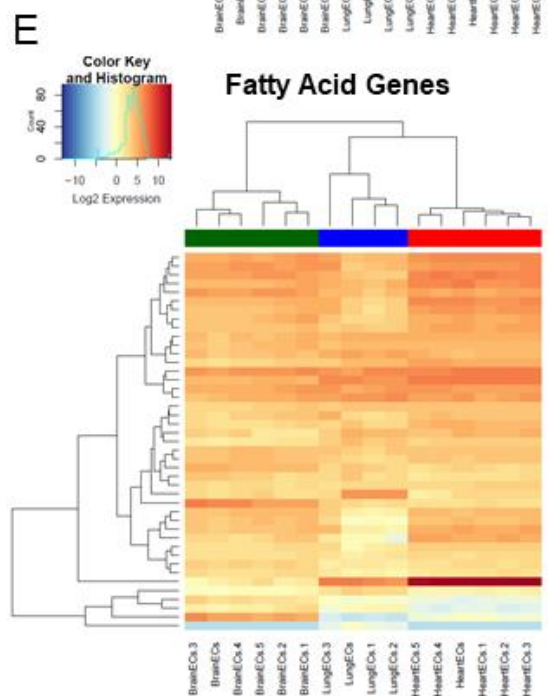 E
Color Key
and Histogram
Count
0 40 80
−10 0 5 10
Log2 Expression
Fatty Acid Genes
BrainECs.3
BrainECs
BrainECs.4
BrainECs.5
BrainECs.2
BrainECs.1
LungECs.3
LungECs
LungECs.1
LungECs.2
HeartECs.5
HeartECs.4
HeartECs
HeartECs.1
HeartECs.2
HeartECs.3